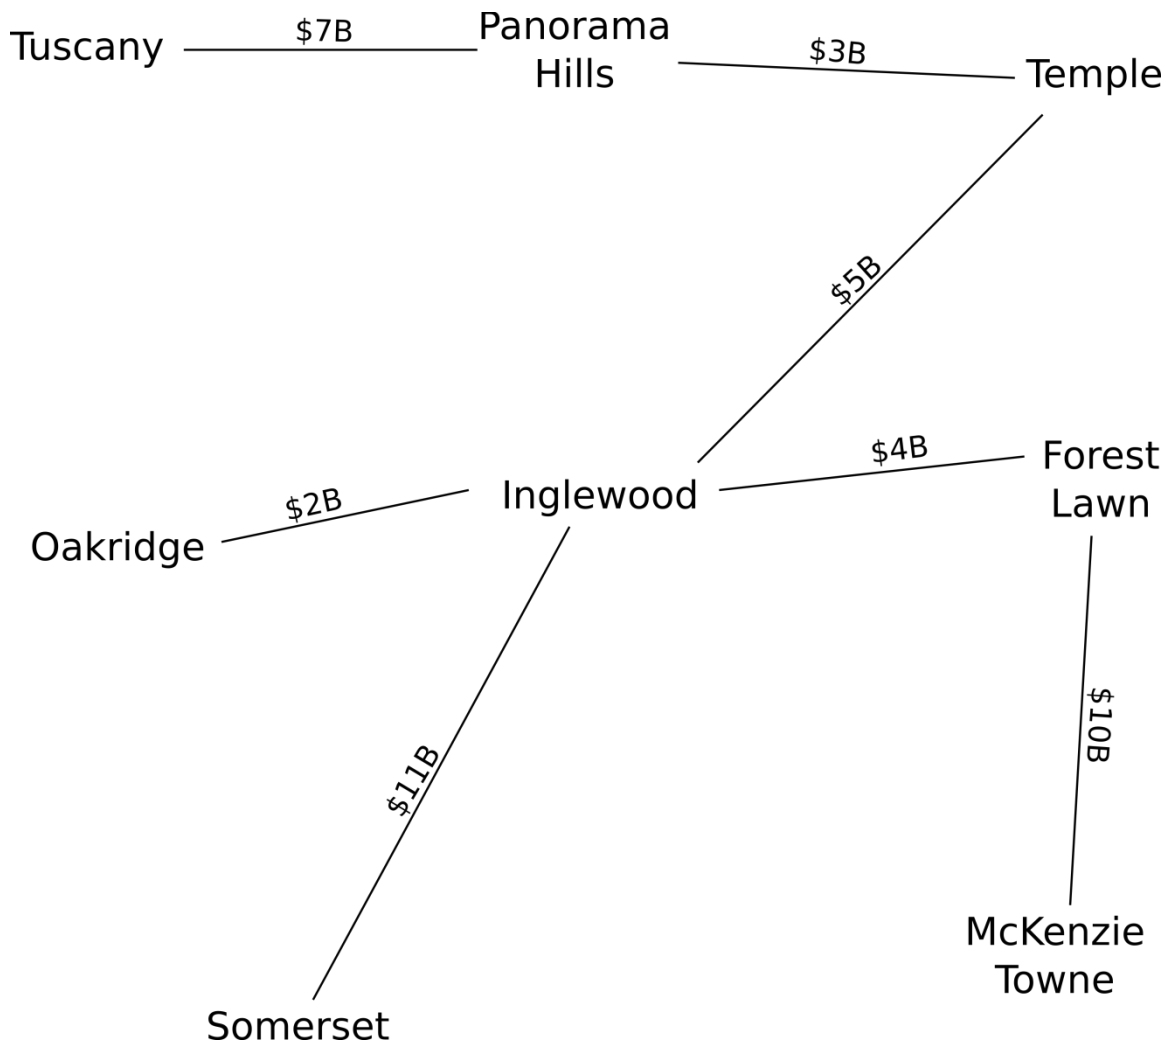 Tuscany
$7B
Panorama
Hills
$3B
Temple
$5B
$4B
Forest
Lawn
Inglewood
$2B
Oakridge
$10B
$11B
McKenzie
Towne
Somerset